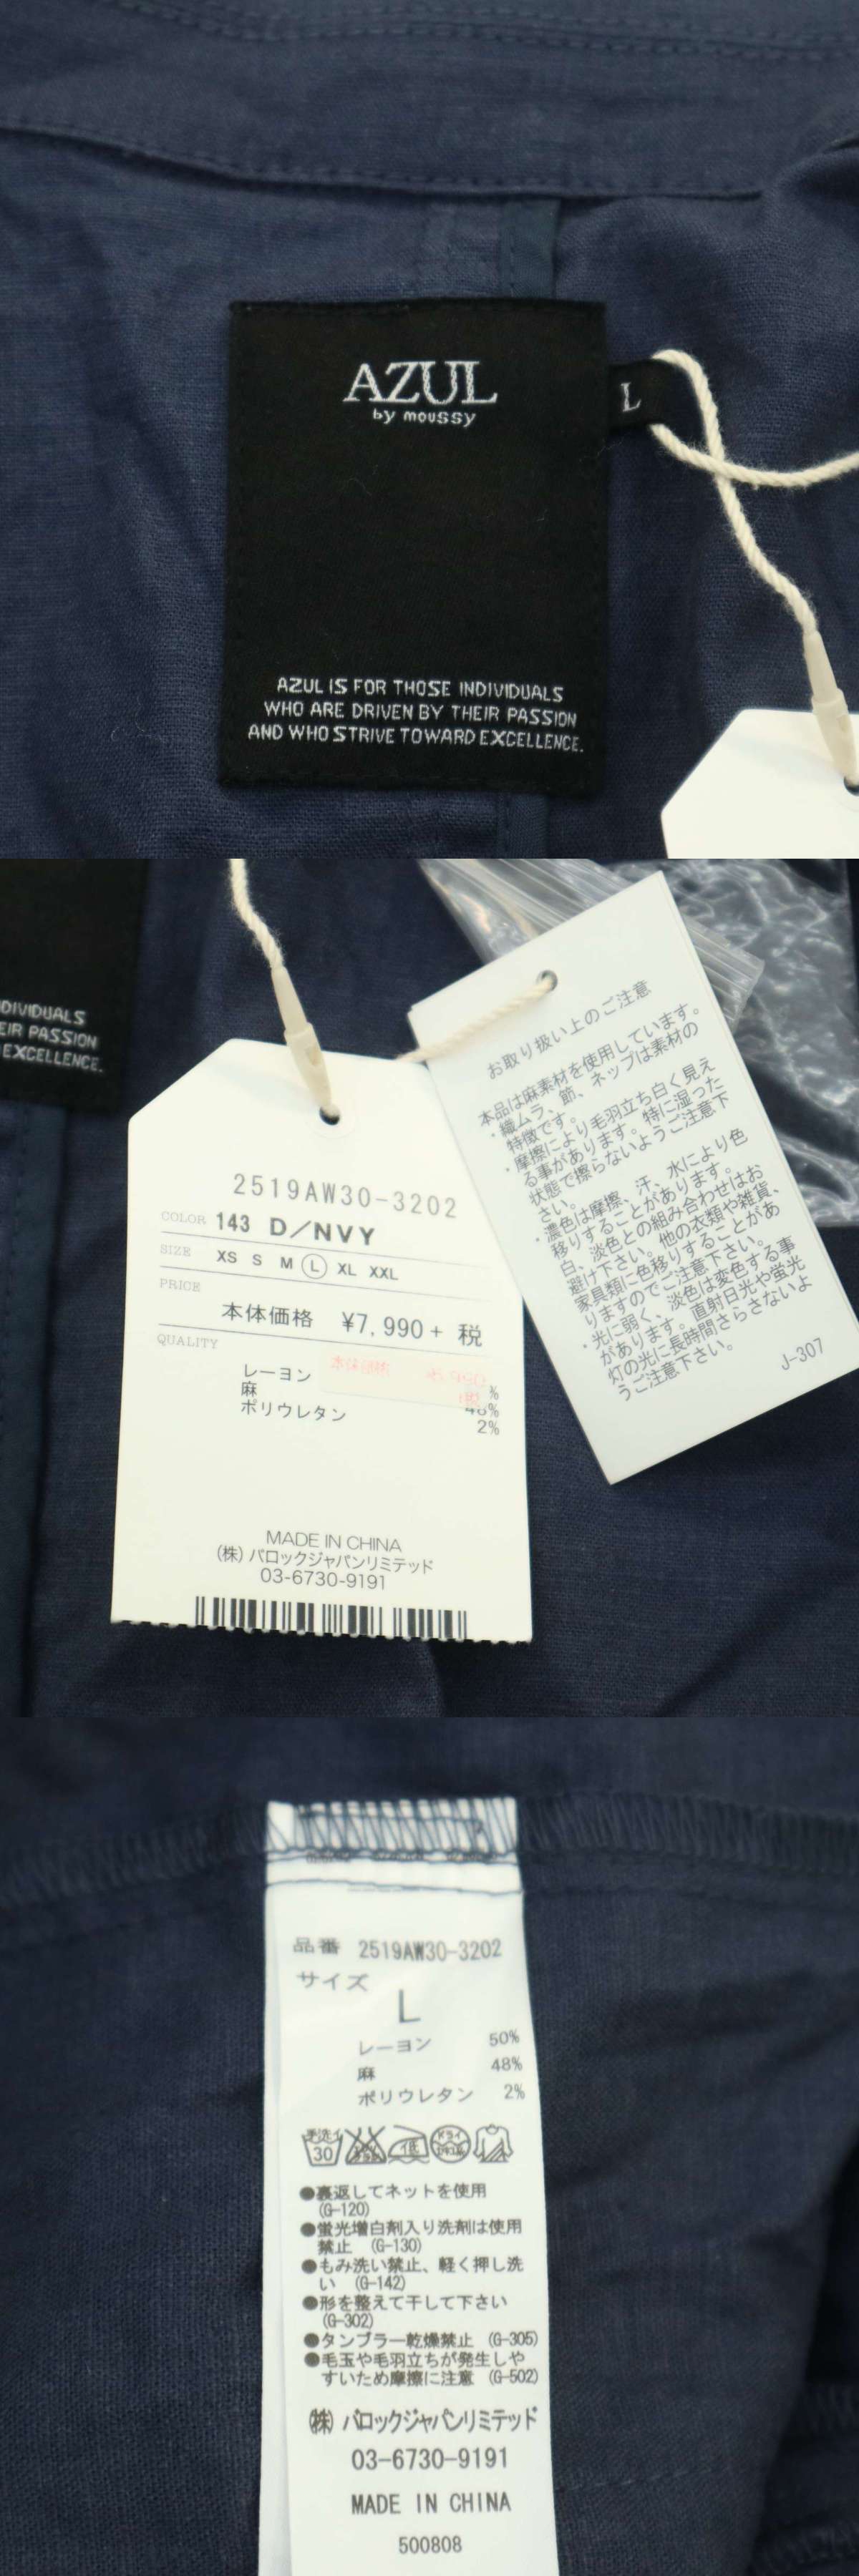 AZUL
by moussy
L
AZUL IS FOR THOSE INDIVIDUALS
WHO ARE DRIVEN BY THEIR PASSION
AND WHO STRIVE TOWARD EXCELLENCE.
DIVIDUALS
EIR PASSION
EXCELLENCE.
2519AW30-3202
COLOR 143 D/NVY
SIZE XS S M L XL XXL
PRICE
本体価格 ¥7,990+ 税
QUALITY
本体価格
レーヨン %
麻 %
ポリウレタン 2%
MADE IN CHINA
(株)バロックジャパンリミテッド
03-6730-9191
お取り扱い上のご注意
本品は麻素材を使用しています。
・織ムラ、節、ネップは素材の
特徴です。
・摩擦により毛羽立ち白く見え
る事があります。特に湿った
状態で擦らないようご注意下
さい。
・濃色は摩擦、汗、水により色
移りすることがあります。
白、淡色との組み合わせはお
避け下さい。他の衣類や雑貨、
家具類に色移りすることがあ
りますのでご注意下さい。
・光に弱く、淡色は変色する事
があります。直射日光や蛍光
灯の光に長時間さらさないよ
うご注意下さい。
J-307
品番 2519AW30-3202
サイズ
L
レーヨン 50%
麻 48%
ポリウレタン 2%
手洗イ 30 低 ドライ
●裏返してネットを使用
(G-120)
●蛍光増白剤入り洗剤は使用
禁止 (G-130)
●もみ洗い禁止、軽く押し洗
い (G-142)
●形を整えて干して下さい
(G-302)
●タンブラー乾燥禁止 (G-305)
●毛玉や毛羽立ちが発生しや
すいため摩擦に注意 (G-502)
(株)バロックジャパンリミテッド
03-6730-9191
MADE IN CHINA
500808